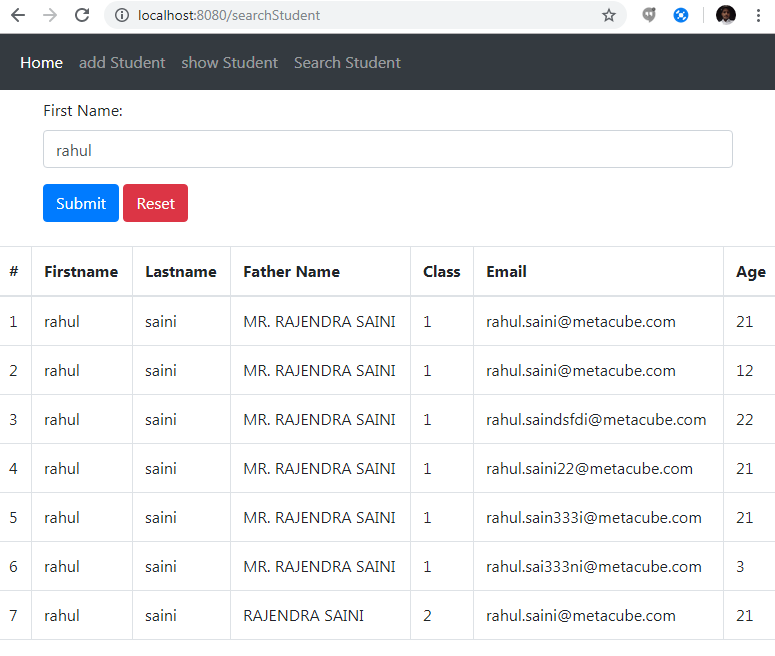 localhost:8080/searchStudent
Home add Student show Student Search Student
First Name:
rahul
Submit Reset
# Firstname Lastname Father Name Class Email Age
1 rahul saini MR. RAJENDRA SAINI 1 rahul.saini@metacube.com 21
2 rahul saini MR. RAJENDRA SAINI 1 rahul.saini@metacube.com 12
3 rahul saini MR. RAJENDRA SAINI 1 rahul.saindsfdi@metacube.com 22
4 rahul saini MR. RAJENDRA SAINI 1 rahul.saini22@metacube.com 21
5 rahul saini MR. RAJENDRA SAINI 1 rahul.sain333i@metacube.com 21
6 rahul saini MR. RAJENDRA SAINI 1 rahul.sai333ni@metacube.com 3
7 rahul saini RAJENDRA SAINI 2 rahul.saini@metacube.com 21